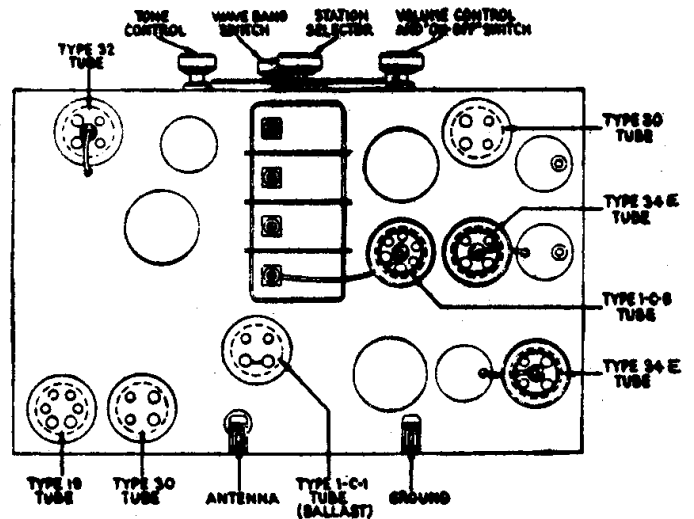 TONE
CONTROL
WAVE BAND
SWITCH
STATION
SELECTOR
VOLUME CONTROL
AND ON-OFF SWITCH
TYPE 32
TUBE
TYPE 30
TUBE
TYPE 34 E
TUBE
TYPE 1-C-6
TUBE
TYPE 34 E
TUBE
TYPE 19
TUBE
TYPE 30
TUBE
ANTENNA
TYPE 1-C-1
TUBE
(BALLAST)
GROUND